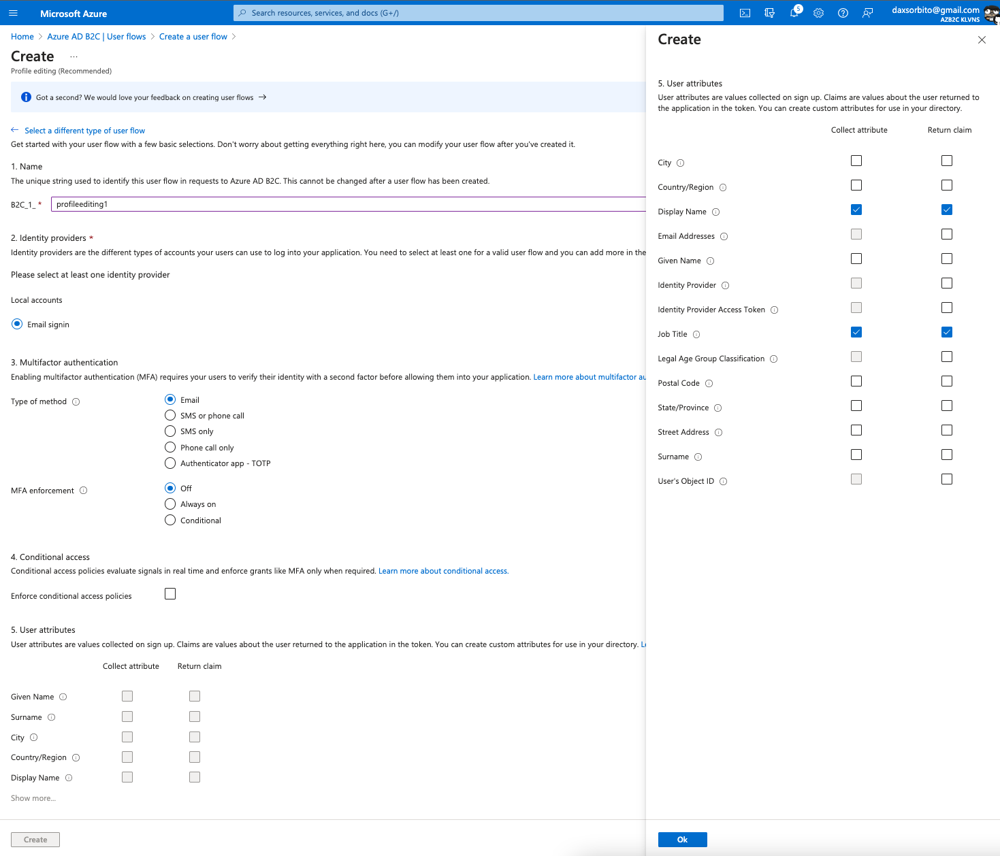 Microsoft Azure
Search resources, services, and docs (G+/)
5
daxsorbito@gmail.com
AZB2C KLVNS
Home > Azure AD B2C | User flows > Create a user flow >
Create ...
Profile editing (Recommended)
Got a second? We would love your feedback on creating user flows →
← Select a different type of user flow
Get started with your user flow with a few basic selections. Don't worry about getting everything right here, you can modify your user flow after you've created it.
1. Name
The unique string used to identify this user flow in requests to Azure AD B2C. This cannot be changed after a user flow has been created.
B2C_1_ * profileediting1
2. Identity providers *
Identity providers are the different types of accounts your users can use to log into your application. You need to select at least one for a valid user flow and you can add more in the
Please select at least one identity provider
Local accounts
Email signin
3. Multifactor authentication
Enabling multifactor authentication (MFA) requires your users to verify their identity with a second factor before allowing them into your application. Learn more about multifactor au
Type of method
Email
SMS or phone call
SMS only
Phone call only
Authenticator app - TOTP
MFA enforcement
Off
Always on
Conditional
4. Conditional access
Conditional access policies evaluate signals in real time and enforce grants like MFA only when required. Learn more about conditional access.
Enforce conditional access policies
5. User attributes
User attributes are values collected on sign up. Claims are values about the user returned to the application in the token. You can create custom attributes for use in your directory. Le
Collect attribute Return claim
Given Name
Surname
City
Country/Region
Display Name
Show more...
Create
Create
5. User attributes
User attributes are values collected on sign up. Claims are values about the user returned to
the application in the token. You can create custom attributes for use in your directory.
Collect attribute Return claim
City
Country/Region
Display Name
Email Addresses
Given Name
Identity Provider
Identity Provider Access Token
Job Title
Legal Age Group Classification
Postal Code
State/Province
Street Address
Surname
User's Object ID
Ok